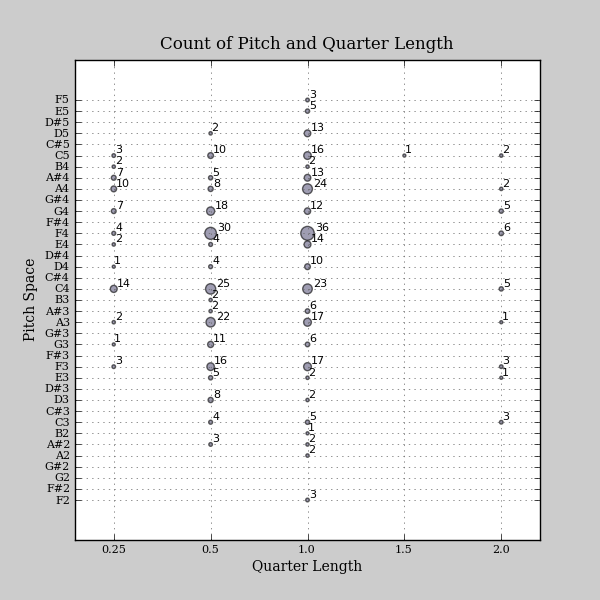 Count of Pitch and Quarter Length
F5 3
E5 5
D#5
D5 2 13
C#5
C5 3 10 16 1 2
B4 2 2
A#4 7 5 13
A4 10 8 24 2
G#4
G4 7 18 12 5
F#4
F4 4 30 36 6
E4 2 4 14
D#4
D4 1 4 10
C#4
C4 14 25 23 5
B3 2
A#3 2 6
A3 2 22 17 1
G#3
G3 1 11 6
F#3
F3 3 16 17 3
E3 5 2 1
D#3
D3 8 2
C#3
C3 4 5 3
B2 1
A#2 3 2
A2 2
G#2
G2
F#2
F2 3
0.25 0.5 1.0 1.5 2.0
Quarter Length
Pitch Space